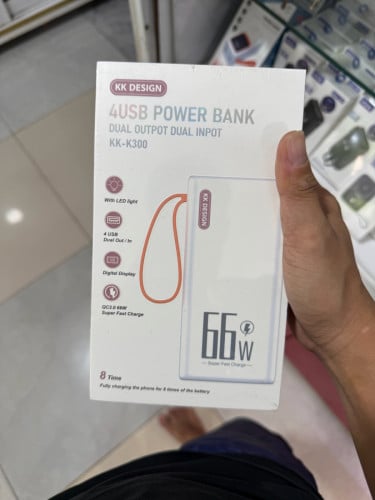 KK DESIGN
4USB POWER BANK
DUAL OUTPOT DUAL INPOT
KK-K300
With LED light
4 USB
Dual Out / In
Digital Display
QC3.0 66W
Super Fast Charge
KK DESIGN
66W
Super Fast Charge
8 Time
Fully charging the phone for 8 times of the battery